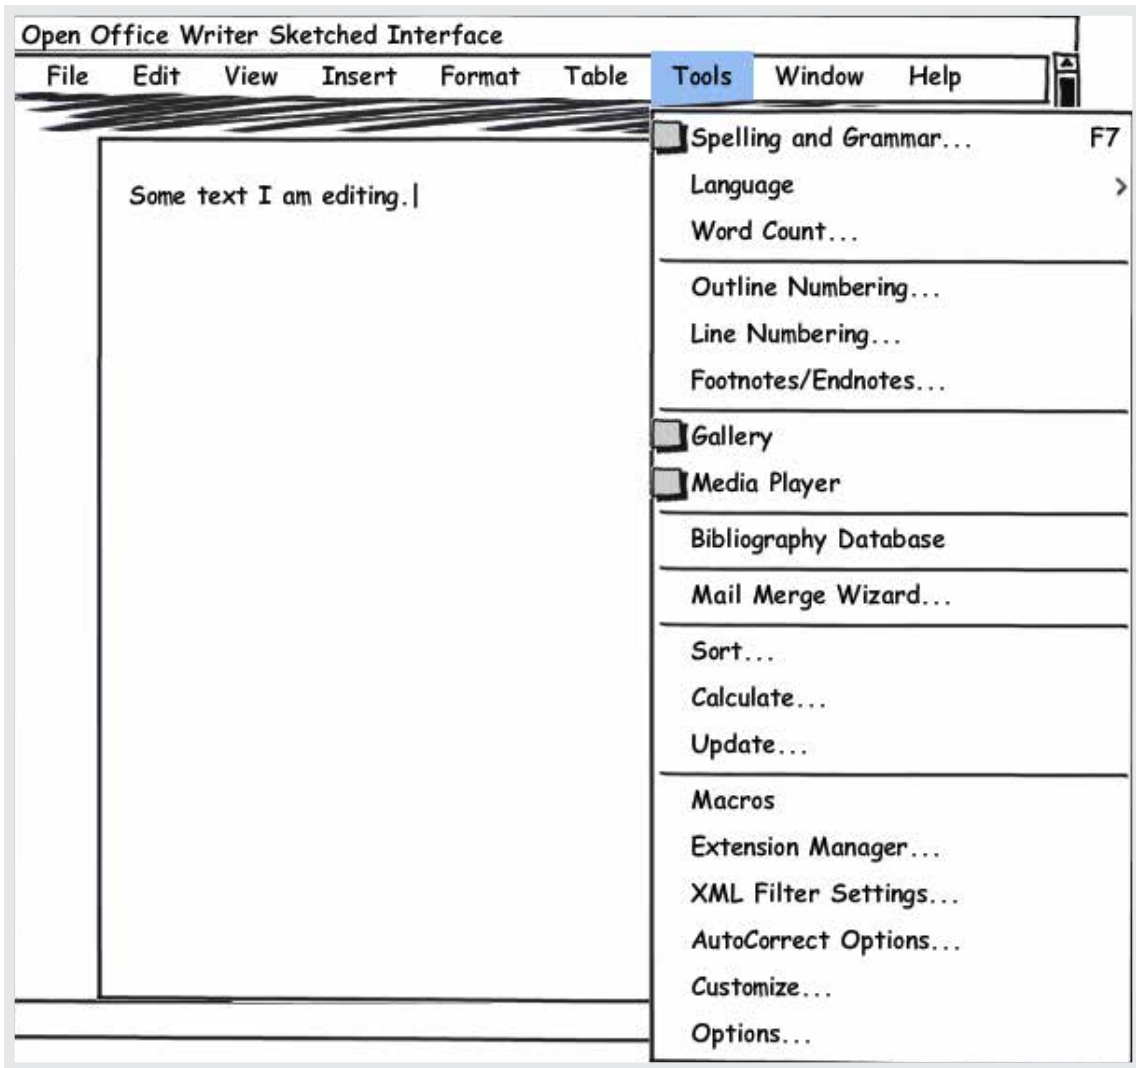 Open Office Writer Sketched Interface
File Edit View Insert Format Table Tools Window Help
Some text I am editing.
Spelling and Grammar... F7
Language >
Word Count...
Outline Numbering...
Line Numbering...
Footnotes/Endnotes...
Gallery
Media Player
Bibliography Database
Mail Merge Wizard...
Sort...
Calculate...
Update...
Macros
Extension Manager...
XML Filter Settings...
AutoCorrect Options...
Customize...
Options...